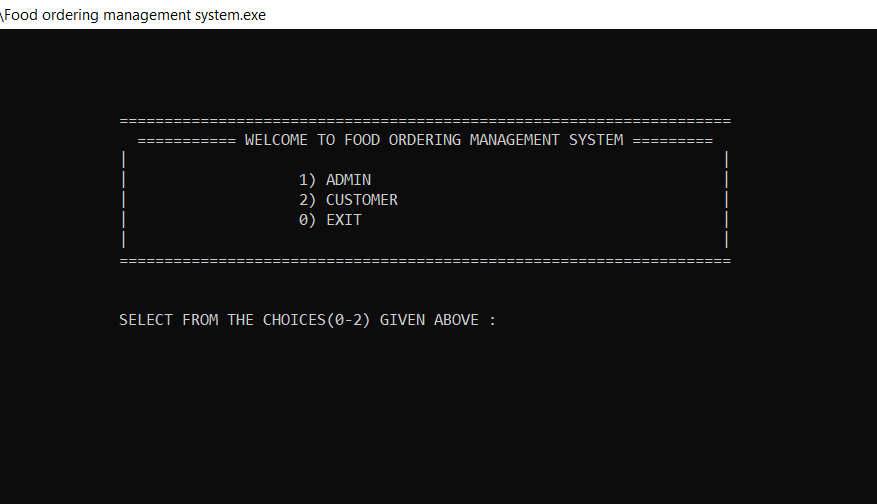 \Food ordering management system.exe
====================================================================
=========== WELCOME TO FOOD ORDERING MANAGEMENT SYSTEM =========
1) ADMIN
2) CUSTOMER
0) EXIT
====================================================================
SELECT FROM THE CHOICES(0-2) GIVEN ABOVE :